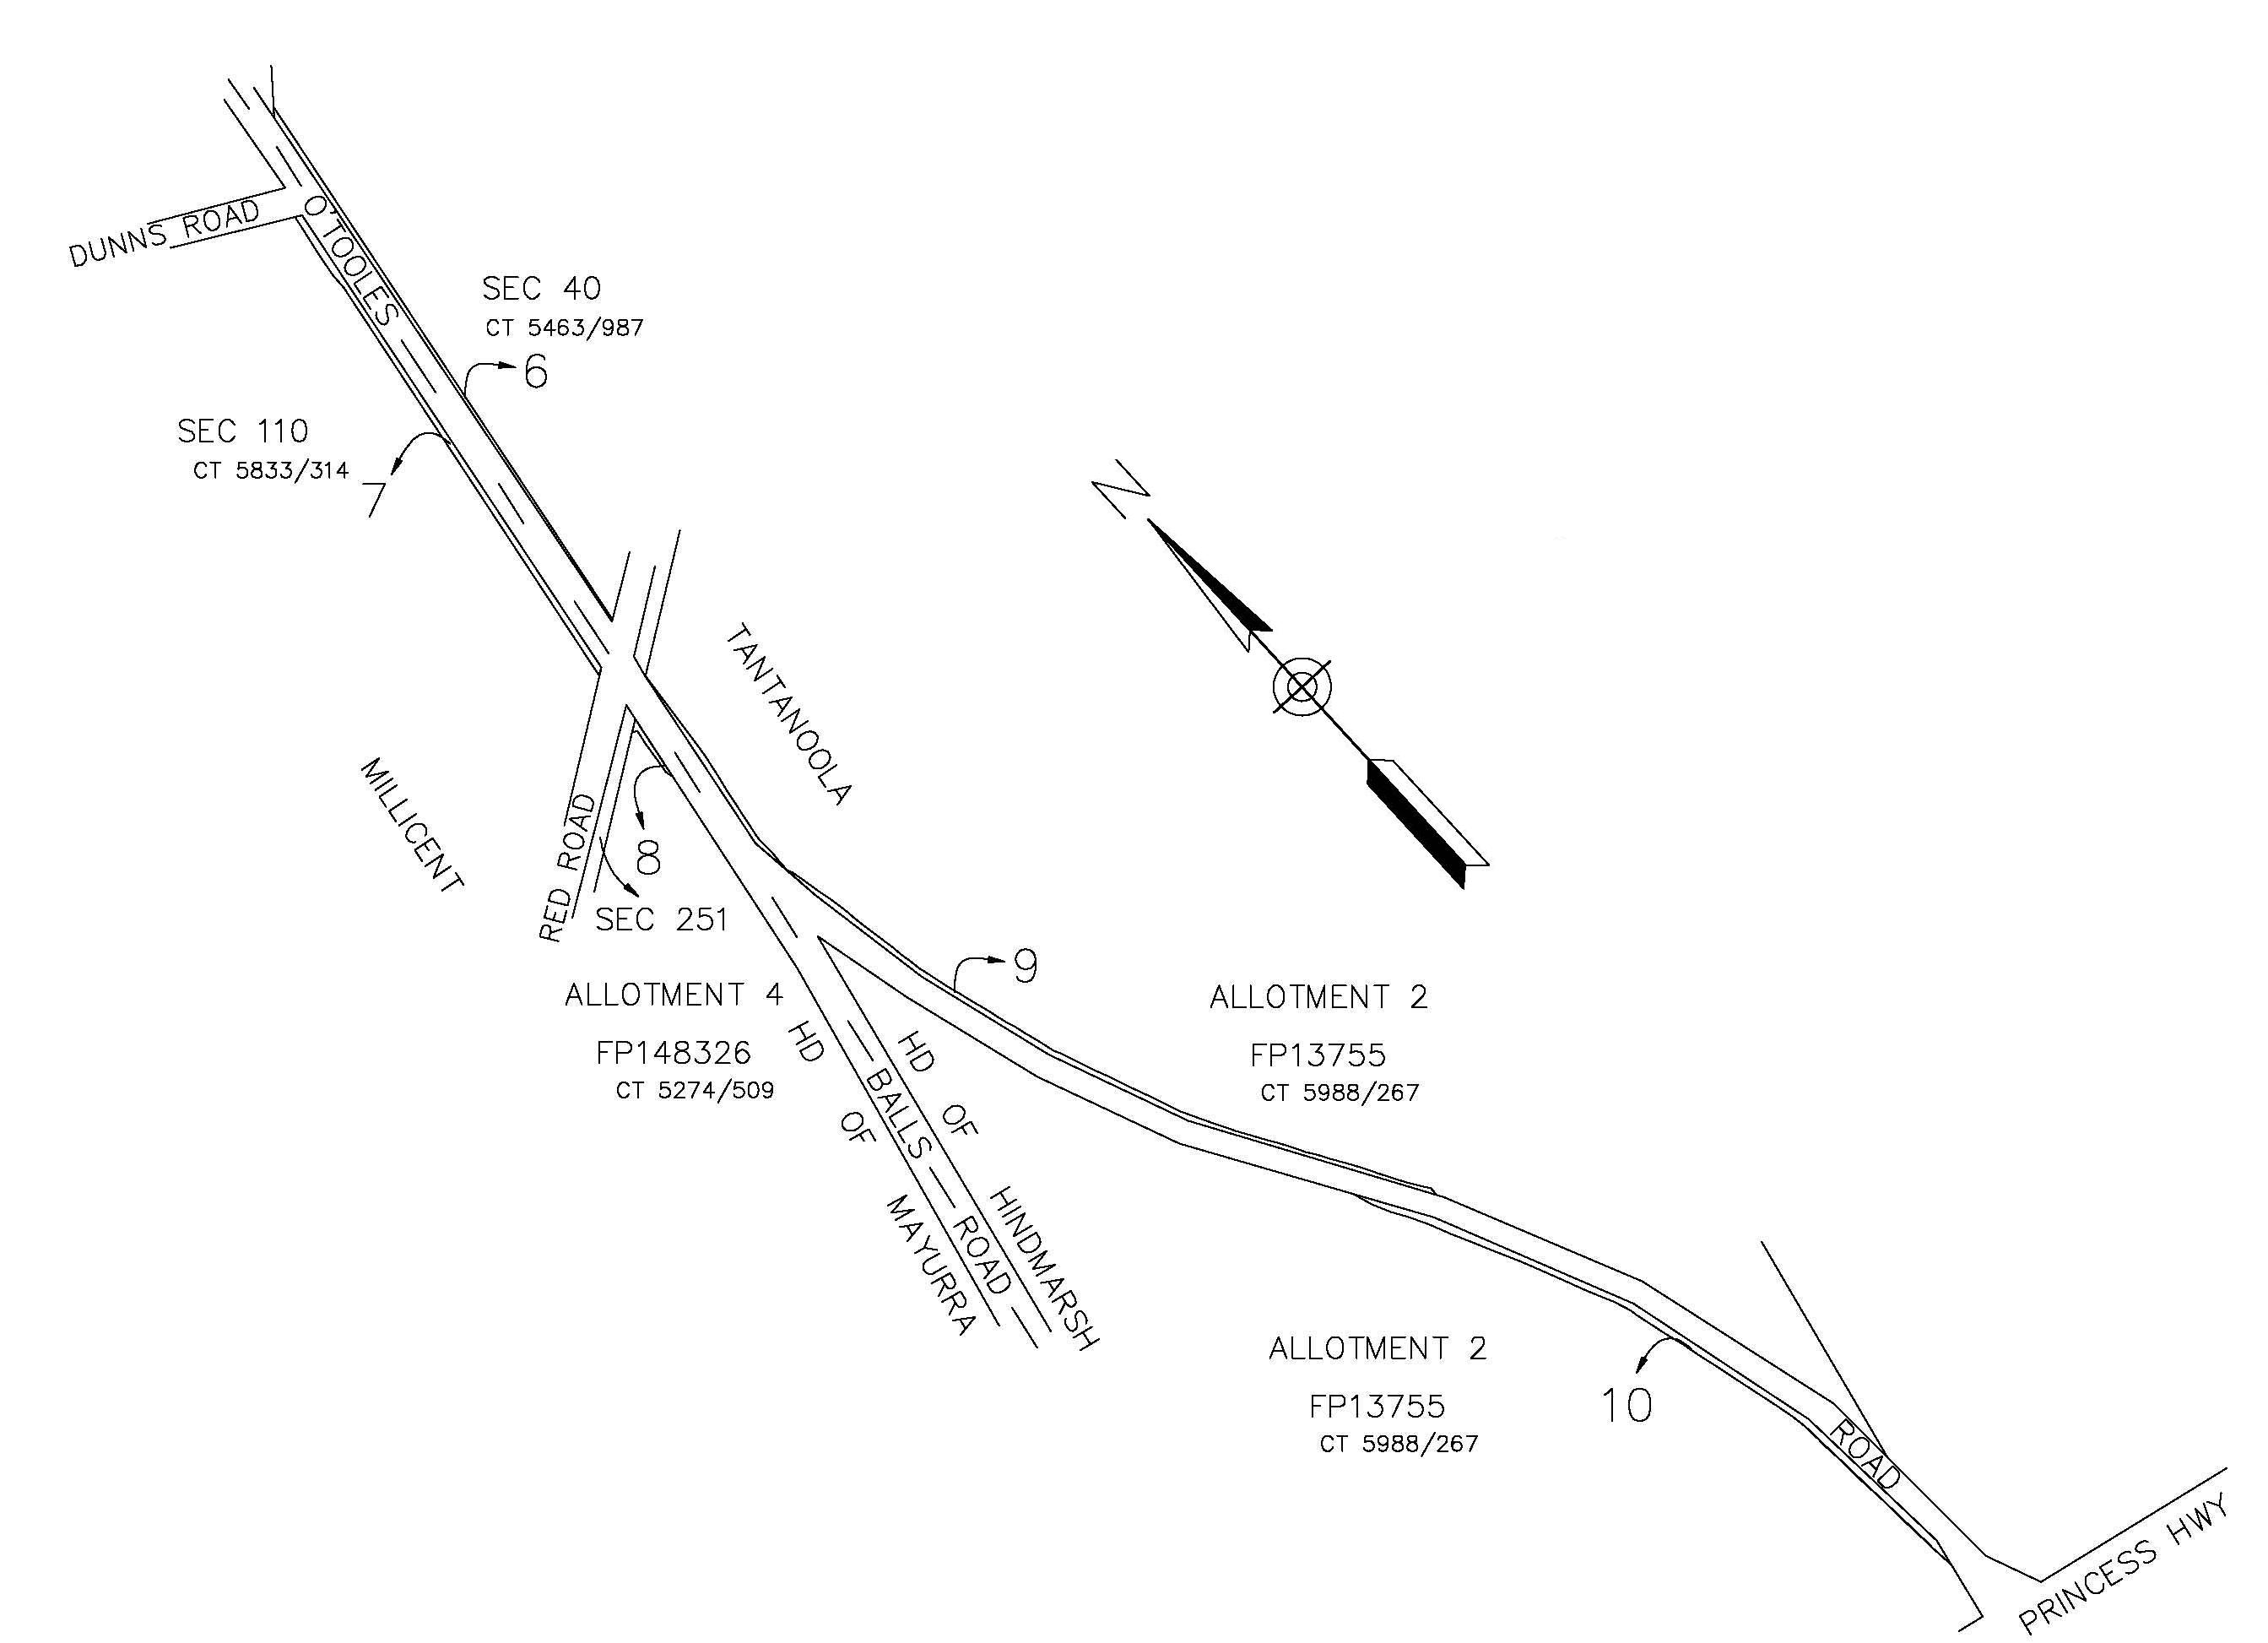 DUNNS ROAD
O'TOOLES
SEC 40
CT 5463/987
6
SEC 110
CT 5833/314
7
N
TANTANOOLA
MILLICENT
RED ROAD
8
SEC 251
9
ALLOTMENT 4
FP148326
CT 5274/509
ALLOTMENT 2
FP13755
CT 5988/267
HD OF MAYURRA
BALLS ROAD
HD OF HINDMARSH
ALLOTMENT 2
FP13755
CT 5988/267
10
ROAD
PRINCESS HWY